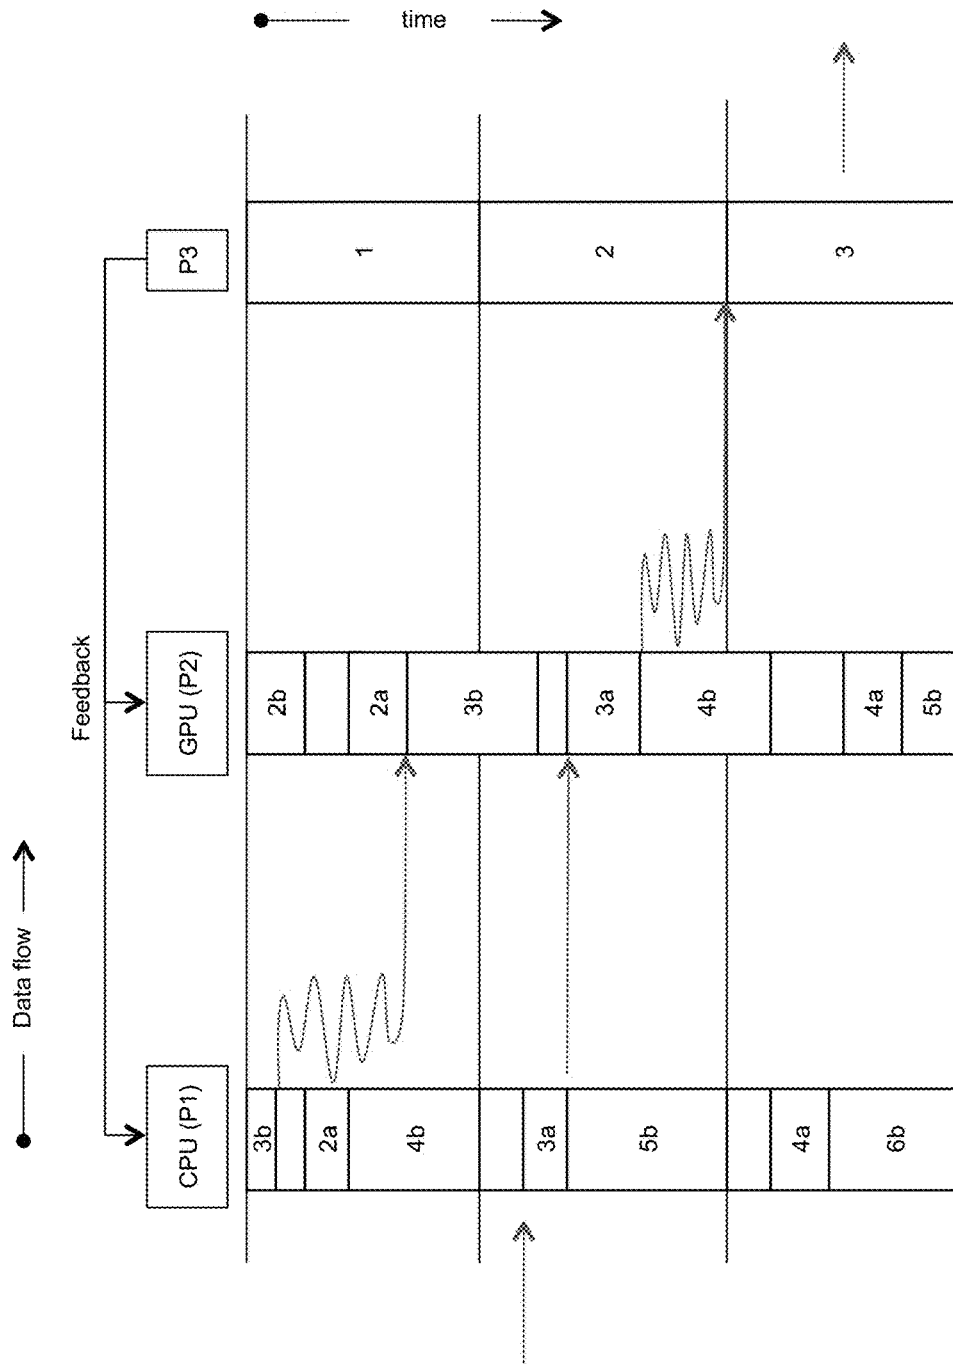 Data flow
Feedback
CPU (P1)
GPU (P2)
P3
time
3b
2a
4b
3a
5b
4a
6b
2b
2a
3b
3a
4b
4a
5b
1
2
3